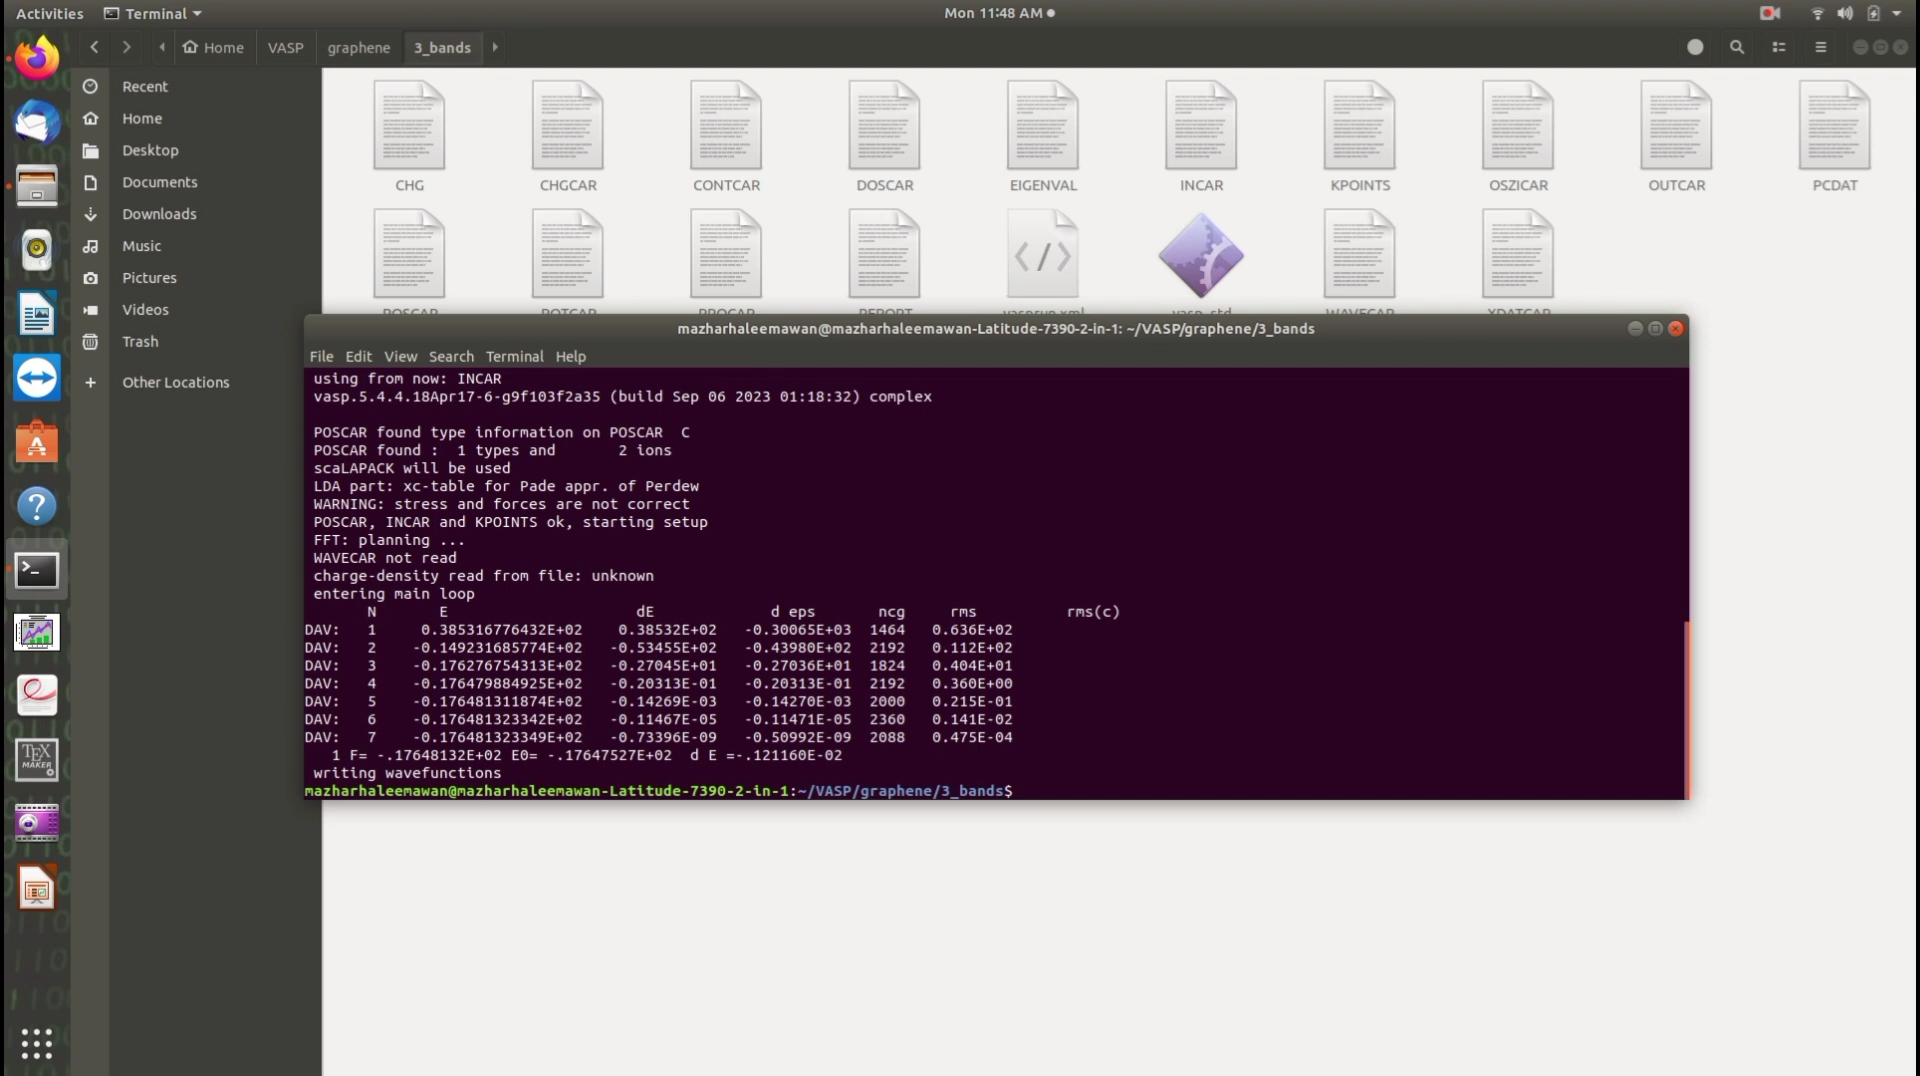 Activities Terminal Mon 11:48 AM
Home VASP graphene 3_bands
Recent
Home
Desktop
Documents
Downloads
Music
Pictures
Videos
Trash
+ Other Locations
CHG CHGCAR CONTCAR DOSCAR EIGENVAL INCAR KPOINTS OSZICAR OUTCAR PCDAT
POSCAR POTCAR PROCAR REPORT vasprun.xml vasp_std WAVECAR XDATCAR
mazharhaleemawan@mazharhaleemawan-Latitude-7390-2-in-1: ~/VASP/graphene/3_bands
File Edit View Search Terminal Help
using from now: INCAR
vasp.5.4.4.18Apr17-6-g9f103f2a35 (build Sep 06 2023 01:18:32) complex
POSCAR found type information on POSCAR  C
POSCAR found :  1 types and       2 ions
scaLAPACK will be used
LDA part: xc-table for Pade appr. of Perdew
WARNING: stress and forces are not correct
POSCAR, INCAR and KPOINTS ok, starting setup
FFT: planning ...
WAVECAR not read
charge-density read from file: unknown
entering main loop
N E dE d eps ncg rms rms(c)
DAV: 1 0.385316776432E+02 0.38532E+02 -0.30065E+03 1464 0.636E+02
DAV: 2 -0.149231685774E+02 -0.53455E+02 -0.43980E+02 2192 0.112E+02
DAV: 3 -0.176276754313E+02 -0.27045E+01 -0.27036E+01 1824 0.404E+01
DAV: 4 -0.176479884925E+02 -0.20313E-01 -0.20313E-01 2192 0.360E+00
DAV: 5 -0.176481311874E+02 -0.14269E-03 -0.14270E-03 2000 0.215E-01
DAV: 6 -0.176481323342E+02 -0.11467E-05 -0.11471E-05 2360 0.141E-02
DAV: 7 -0.176481323349E+02 -0.73396E-09 -0.50992E-09 2088 0.475E-04
1 F= -.17648132E+02 E0= -.17647527E+02  d E =-.121160E-02
writing wavefunctions
mazharhaleemawan@mazharhaleemawan-Latitude-7390-2-in-1:~/VASP/graphene/3_bands$
TEX
MAKER